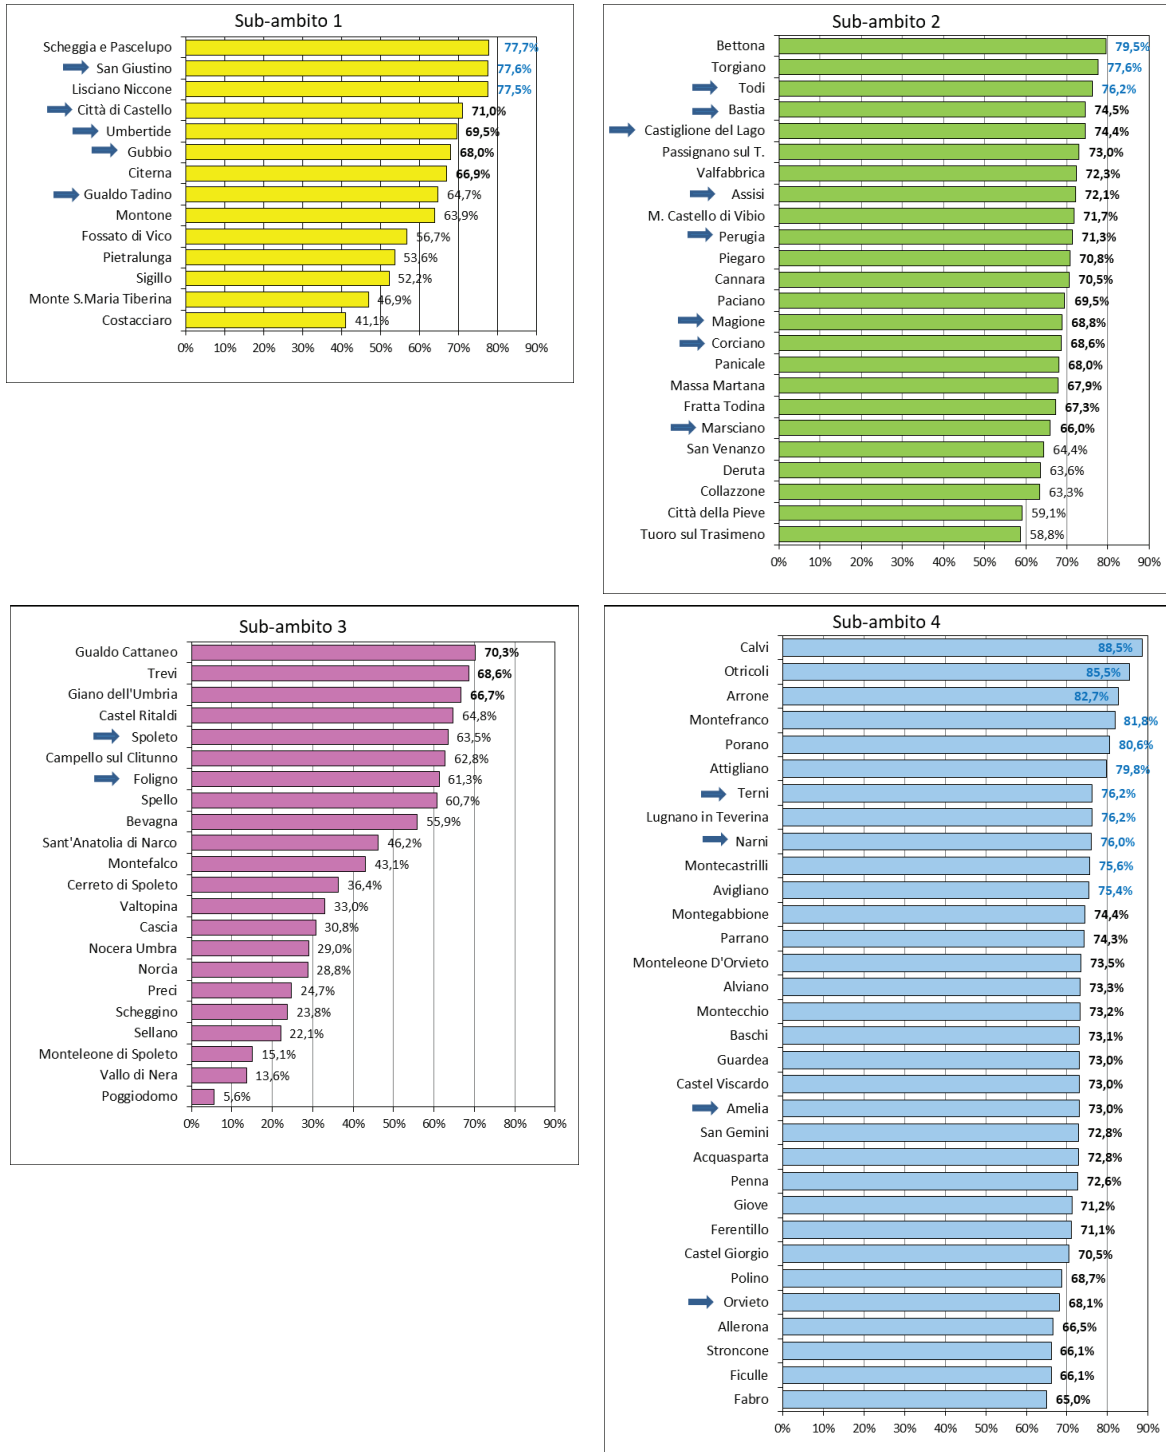 Sub-ambito 1
Scheggia e Pascelupo 77,7%
San Giustino 77,6%
Lisciano Niccone 77,5%
Città di Castello 71,0%
Umbertide 69,5%
Gubbio 68,0%
Citerna 66,9%
Gualdo Tadino 64,7%
Montone 63,9%
Fossato di Vico 56,7%
Pietralunga 53,6%
Sigillo 52,2%
Monte S.Maria Tiberina 46,9%
Costacciaro 41,1%
0% 10% 20% 30% 40% 50% 60% 70% 80% 90%
Sub-ambito 2
Bettona 79,5%
Torgiano 77,6%
Todi 76,2%
Bastia 74,5%
Castiglione del Lago 74,4%
Passignano sul T. 73,0%
Valfabbrica 72,3%
Assisi 72,1%
M. Castello di Vibio 71,7%
Perugia 71,3%
Piegaro 70,8%
Cannara 70,5%
Paciano 69,5%
Magione 68,8%
Corciano 68,6%
Panicale 68,0%
Massa Martana 67,9%
Fratta Todina 67,3%
Marsciano 66,0%
San Venanzo 64,4%
Deruta 63,6%
Collazzone 63,3%
Città della Pieve 59,1%
Tuoro sul Trasimeno 58,8%
0% 10% 20% 30% 40% 50% 60% 70% 80% 90%
Sub-ambito 3
Gualdo Cattaneo 70,3%
Trevi 68,6%
Giano dell'Umbria 66,7%
Castel Ritaldi 64,8%
Spoleto 63,5%
Campello sul Clitunno 62,8%
Foligno 61,3%
Spello 60,7%
Bevagna 55,9%
Sant'Anatolia di Narco 46,2%
Montefalco 43,1%
Cerreto di Spoleto 36,4%
Valtopina 33,0%
Cascia 30,8%
Nocera Umbra 29,0%
Norcia 28,8%
Preci 24,7%
Scheggino 23,8%
Sellano 22,1%
Monteleone di Spoleto 15,1%
Vallo di Nera 13,6%
Poggiodomo 5,6%
0% 10% 20% 30% 40% 50% 60% 70% 80% 90%
Sub-ambito 4
Calvi 88,5%
Otricoli 85,5%
Arrone 82,7%
Montefranco 81,8%
Porano 80,6%
Attigliano 79,8%
Terni 76,2%
Lugnano in Teverina 76,2%
Narni 76,0%
Montecastrilli 75,6%
Avigliano 75,4%
Montegabbione 74,4%
Parrano 74,3%
Monteleone D'Orvieto 73,5%
Alviano 73,3%
Montecchio 73,2%
Baschi 73,1%
Guardea 73,0%
Castel Viscardo 73,0%
Amelia 73,0%
San Gemini 72,8%
Acquasparta 72,8%
Penna 72,6%
Giove 71,2%
Ferentillo 71,1%
Castel Giorgio 70,5%
Polino 68,7%
Orvieto 68,1%
Allerona 66,5%
Stroncone 66,1%
Ficulle 66,1%
Fabro 65,0%
0% 10% 20% 30% 40% 50% 60% 70% 80% 90%